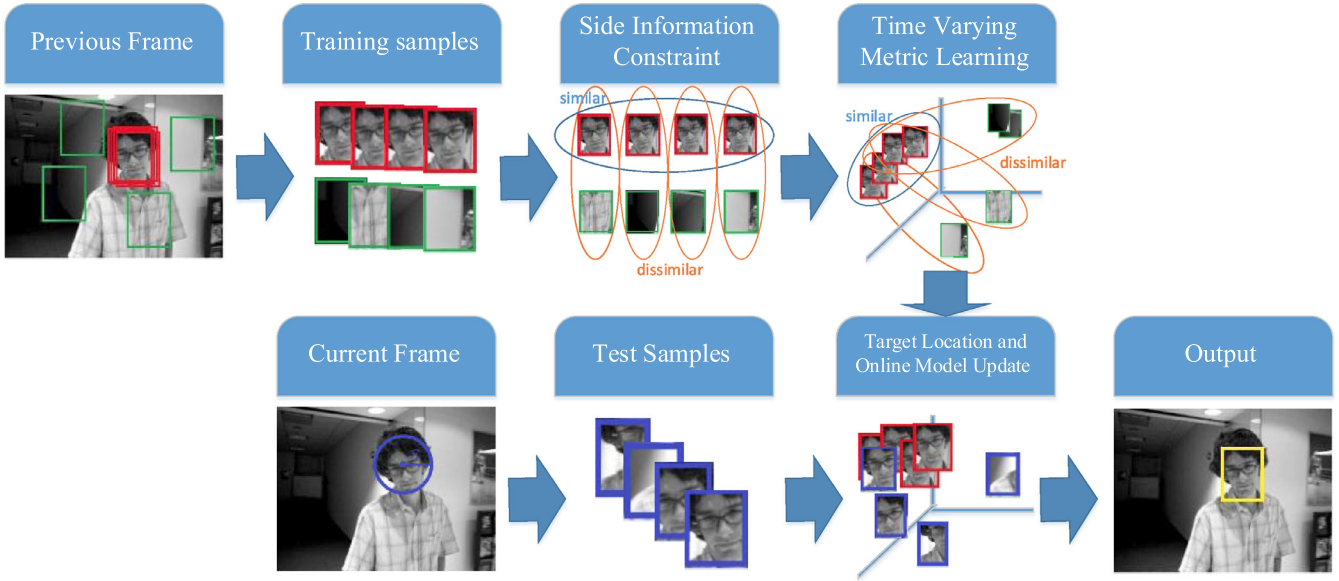 Previous Frame
Training samples
Side Information
Constraint
Time Varying
Metric Learning
similar
dissimilar
similar
dissimilar
Current Frame
Test Samples
Target Location and
Online Model Update
Output